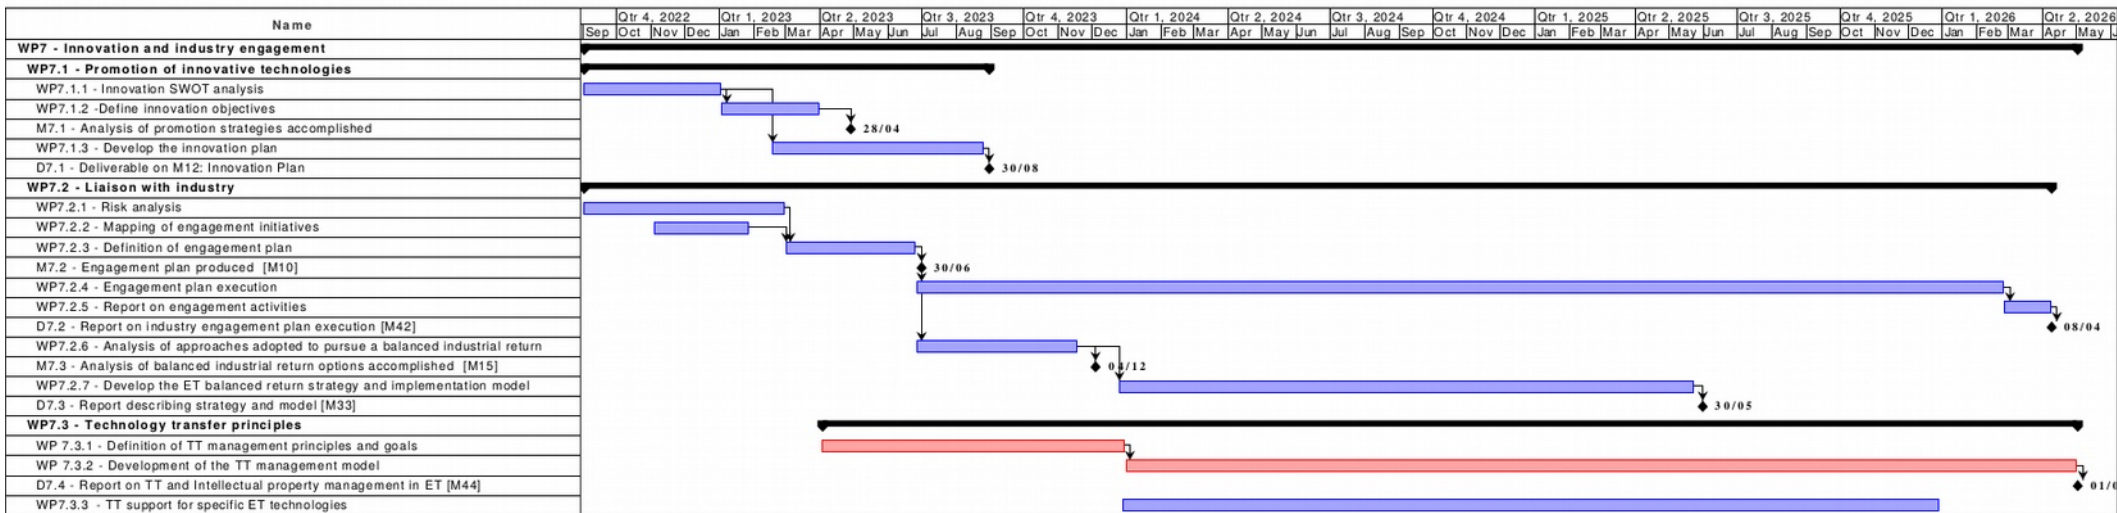 Name
Qtr 4, 2022 Qtr 1, 2023 Qtr 2, 2023 Qtr 3, 2023 Qtr 4, 2023 Qtr 1, 2024 Qtr 2, 2024 Qtr 3, 2024 Qtr 4, 2024 Qtr 1, 2025 Qtr 2, 2025 Qtr 3, 2025 Qtr 4, 2025 Qtr 1, 2026 Qtr 2, 2026
Sep Oct Nov Dec Jan Feb Mar Apr May Jun Jul Aug Sep Oct Nov Dec Jan Feb Mar Apr May Jun Jul Aug Sep Oct Nov Dec Jan Feb Mar Apr May Jun Jul Aug Sep Oct Nov Dec Jan Feb Mar Apr May
WP7 - Innovation and industry engagement
WP7.1 - Promotion of innovative technologies
WP7.1.1 - Innovation SWOT analysis
WP7.1.2 -Define innovation objectives
M7.1 - Analysis of promotion strategies accomplished 28/04
WP7.1.3 - Develop the innovation plan
D7.1 - Deliverable on M12: Innovation Plan 30/08
WP7.2 - Liaison with industry
WP7.2.1 - Risk analysis
WP7.2.2 - Mapping of engagement initiatives
WP7.2.3 - Definition of engagement plan
M7.2 - Engagement plan produced [M10] 30/06
WP7.2.4 - Engagement plan execution
WP7.2.5 - Report on engagement activities
D7.2 - Report on industry engagement plan execution [M42] 08/04
WP7.2.6 - Analysis of approaches adopted to pursue a balanced industrial return
M7.3 - Analysis of balanced industrial return options accomplished [M15] 04/12
WP7.2.7 - Develop the ET balanced return strategy and implementation model
D7.3 - Report describing strategy and model [M33] 30/05
WP7.3 - Technology transfer principles
WP 7.3.1 - Definition of TT management principles and goals
WP 7.3.2 - Development of the TT management model
D7.4 - Report on TT and Intellectual property management in ET [M44]
WP7.3.3 - TT support for specific ET technologies